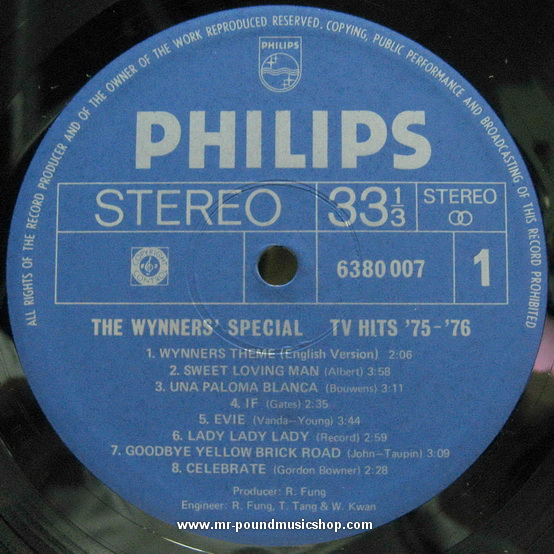 ALL RIGHTS OF THE RECORD PRODUCER AND OF THE OWNER OF THE WORK REPRODUCED RESERVED. COPYING, PUBLIC PERFORMANCE AND BROADCASTING OF THIS RECORD PROHIBITED
PHILIPS
PHILIPS
STEREO 33 1/3 STEREO
6380 007 1
THE WYNNERS' SPECIAL TV HITS '75-'76
1. WYNNERS THEME (English Version) 2:06
2. SWEET LOVING MAN (Albert) 3:58
3. UNA PALOMA BLANCA (Bouwens) 3:11
4. IF (Gates) 2:35
5. EVIE (Vanda-Young) 3:44
6. LADY LADY LADY (Record) 2:59
7. GOODBYE YELLOW BRICK ROAD (John-Taupin) 3:09
8. CELEBRATE (Gordon Bowner) 2:28
Producer: R. Fung
Engineer: R. Fung, T. Tang & W. Kwan
www.mr-poundmusicshop.com